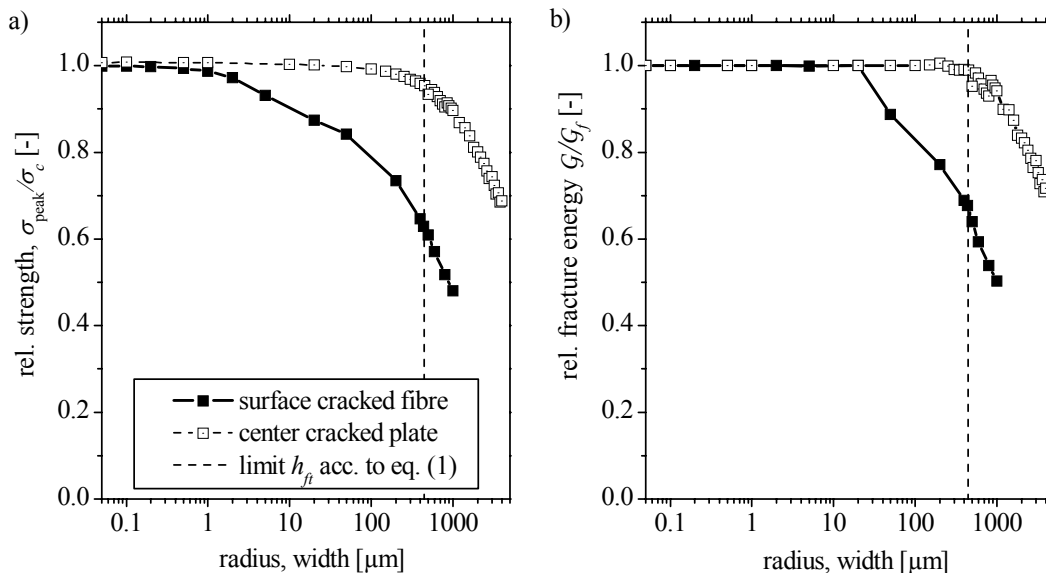 a)
rel. strength, σpeak/σc [-]
1.0
0.8
0.6
0.4
0.2
0.0
surface cracked fibre
center cracked plate
limit hft acc. to eq. (1)
0.1 1 10 100 1000
radius, width [µm]
b)
rel. fracture energy G/Gf [-]
1.0
0.8
0.6
0.4
0.2
0.0
0.1 1 10 100 1000
radius, width [µm]